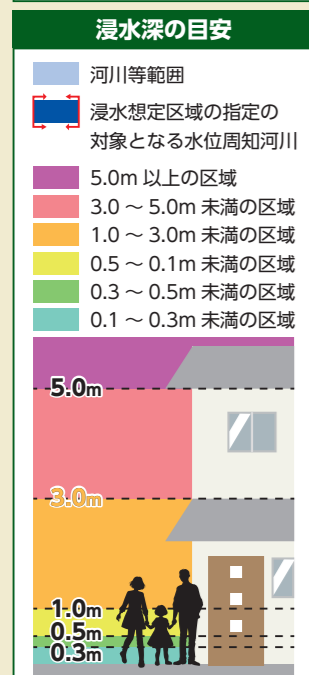 浸水深の目安
河川等範囲
浸水想定区域の指定の
対象となる水位周知河川
5.0m 以上の区域
3.0 ～ 5.0m 未満の区域
1.0 ～ 3.0m 未満の区域
0.5 ～ 0.1m 未満の区域
0.3 ～ 0.5m 未満の区域
0.1 ～ 0.3m 未満の区域
5.0m
3.0m
1.0m
0.5m
0.3m